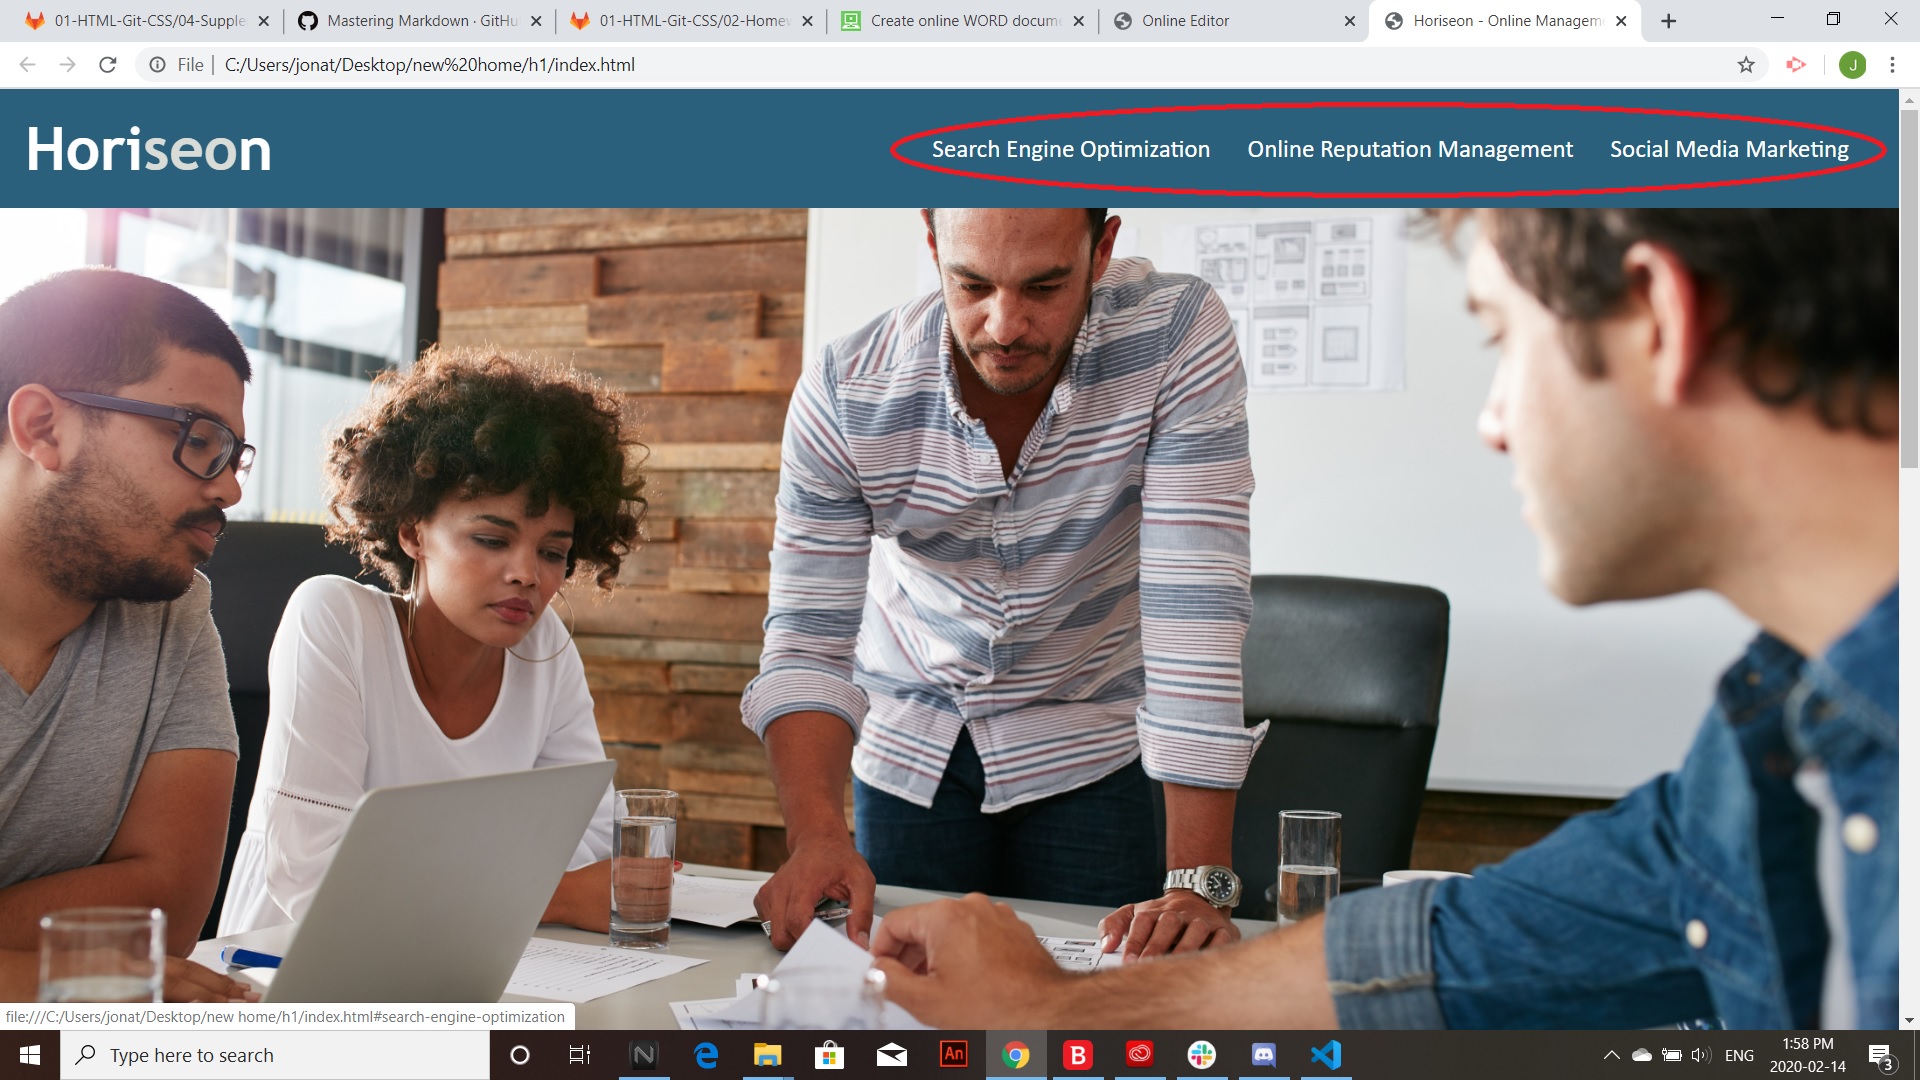 01-HTML-Git-CSS/04-Supple
Mastering Markdown · GitHu
01-HTML-Git-CSS/02-Homew
Create online WORD docume
Online Editor
Horiseon - Online Managem
File
C:/Users/jonat/Desktop/new%20home/h1/index.html
J
Horiseon
Search Engine Optimization Online Reputation Management Social Media Marketing
file:///C:/Users/jonat/Desktop/new home/h1/index.html#search-engine-optimization
Type here to search
N
An
B
ENG
1:58 PM
2020-02-14
3